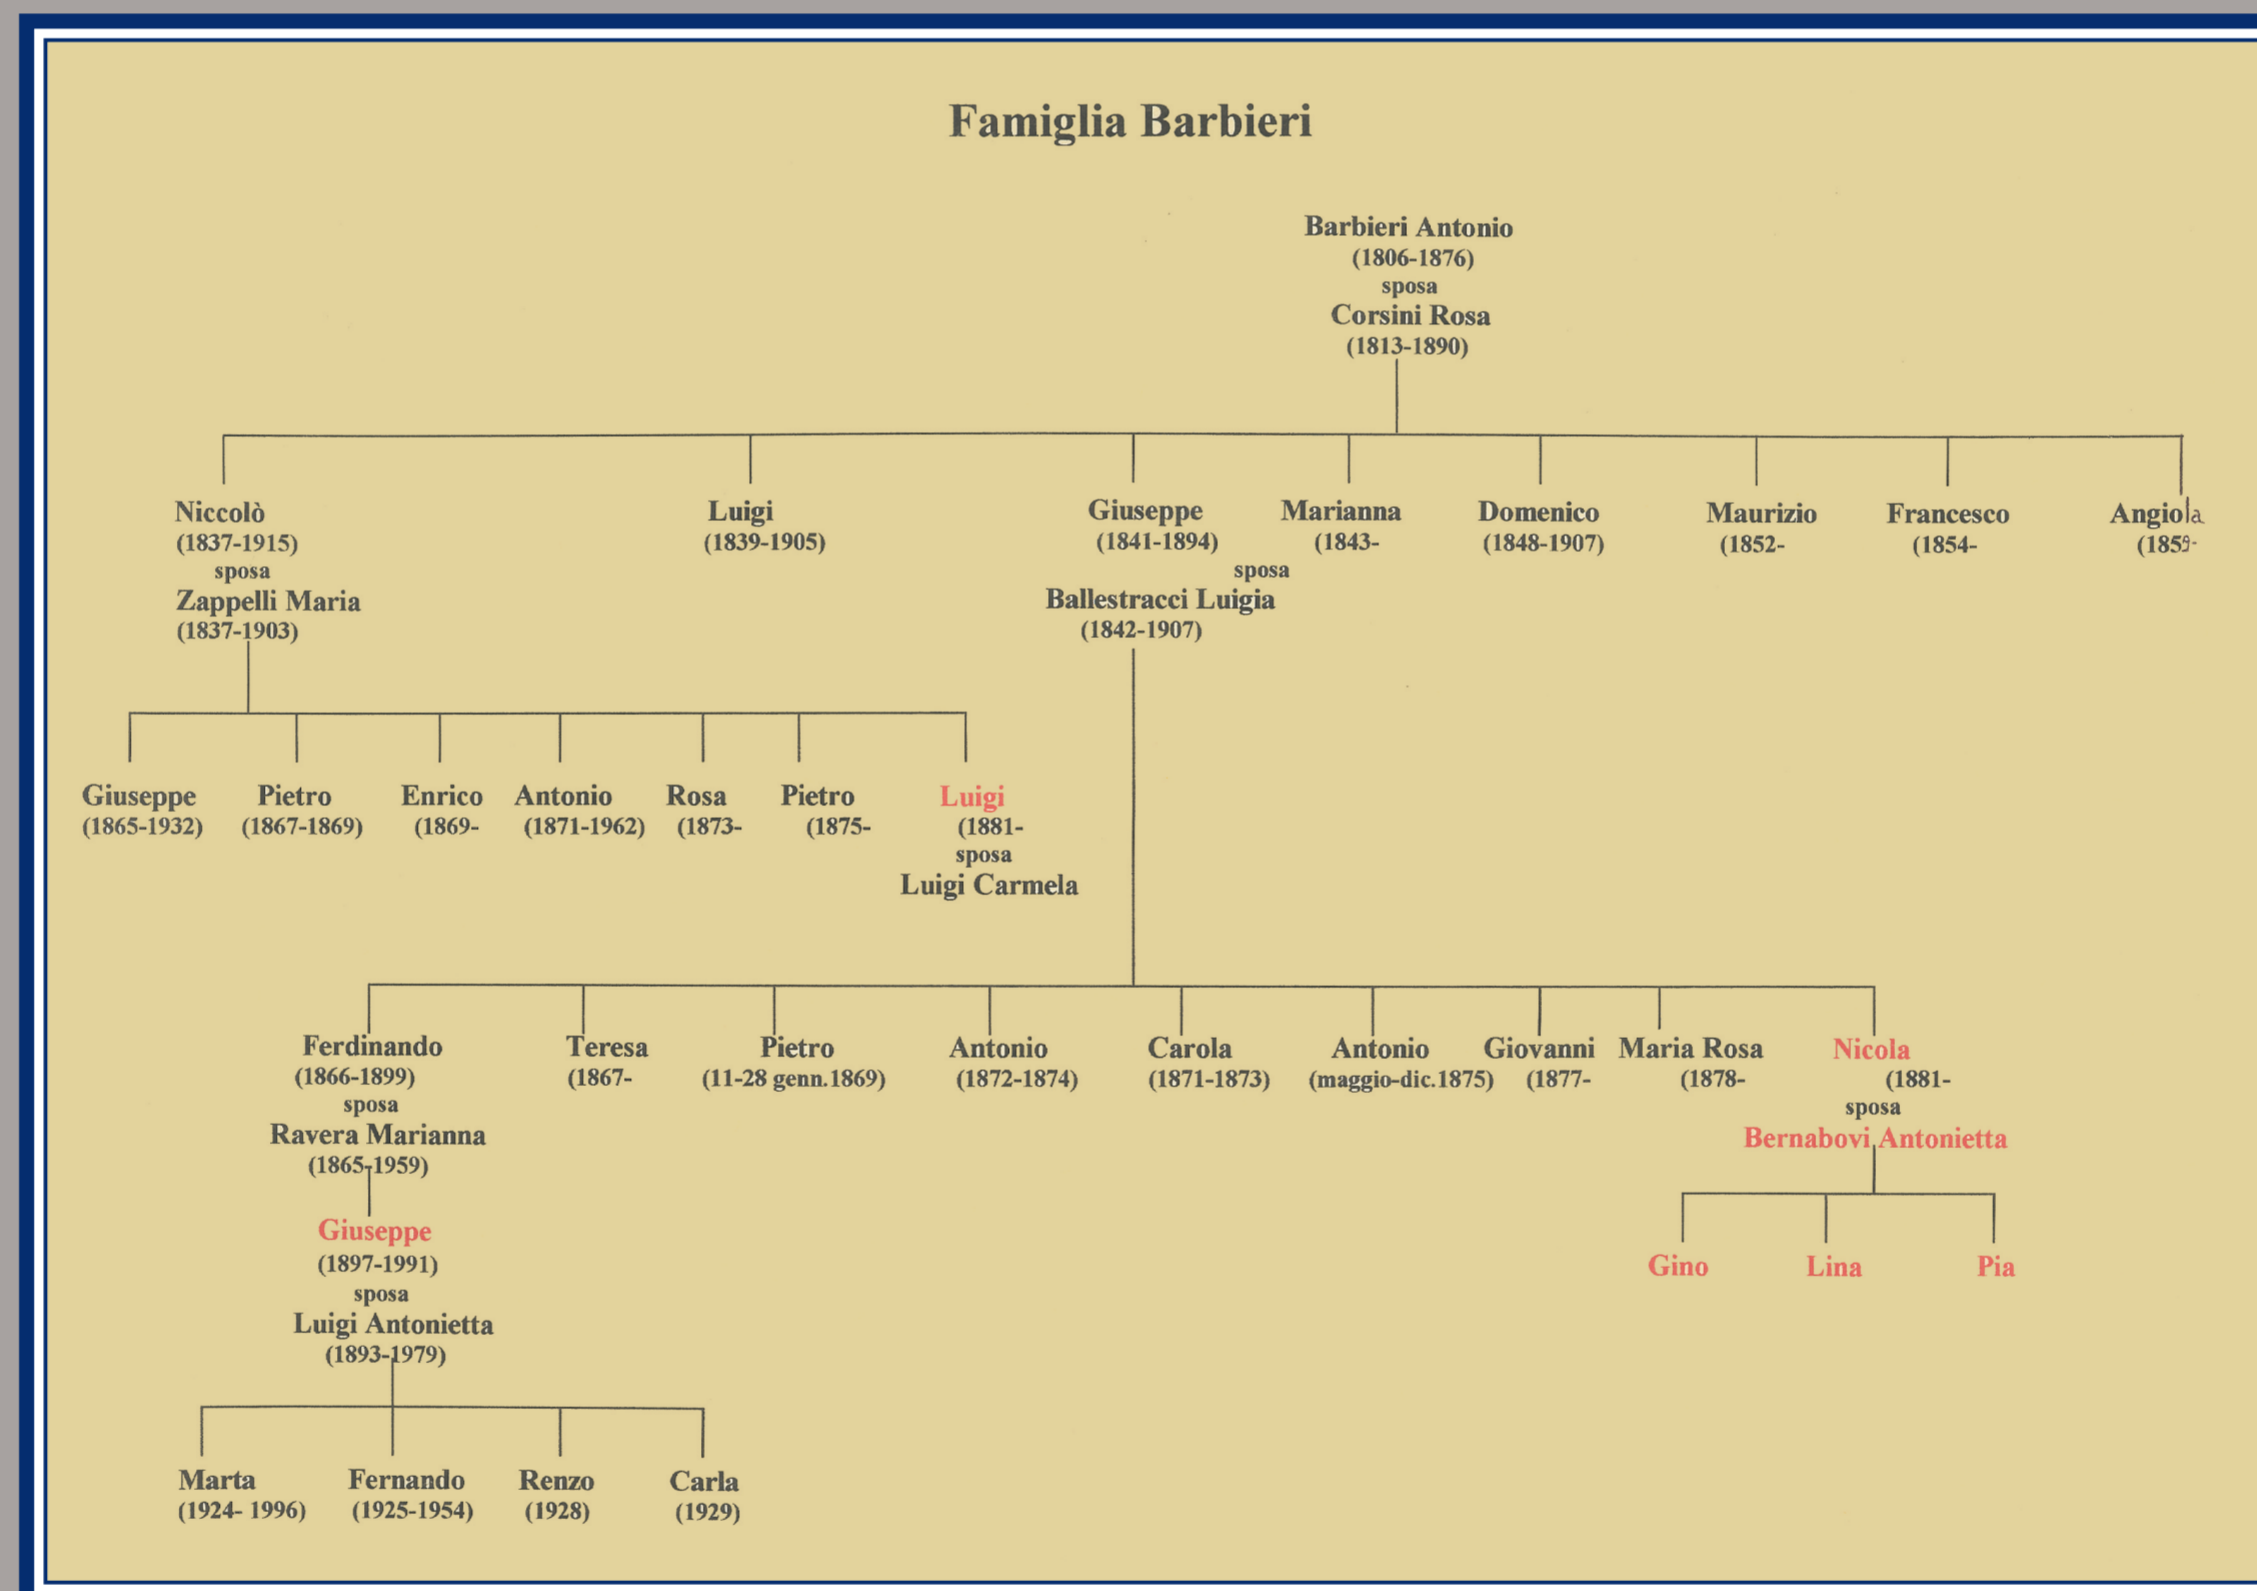 Famiglia Barbieri
Barbieri Antonio
(1806-1876)
sposa
Corsini Rosa
(1813-1890)
Niccolò Luigi Giuseppe Marianna Domenico Maurizio Francesco Angiola
(1837-1915) (1839-1905) (1841-1894) (1843- (1848-1907) (1852- (1854- (1859-
sposa sposa
Zappelli Maria Ballestracci Luigia
(1837-1903) (1842-1907)
Giuseppe Pietro Enrico Antonio Rosa Pietro Luigi
(1865-1932) (1867-1869) (1869- (1871-1962) (1873- (1875- (1881-
sposa
Luigi Carmela
Ferdinando Teresa Pietro Antonio Carola Antonio Giovanni Maria Rosa Nicola
(1866-1899) (1867- (11-28 genn.1869) (1872-1874) (1871-1873) (maggio-dic.1875) (1877- (1878- (1881-
sposa sposa
Ravera Marianna Bernabovi Antonietta
(1865-1959)
Giuseppe Gino Lina Pia
(1897-1991)
sposa
Luigi Antonietta
(1893-1979)
Marta Fernando Renzo Carla
(1924- 1996) (1925-1954) (1928) (1929)